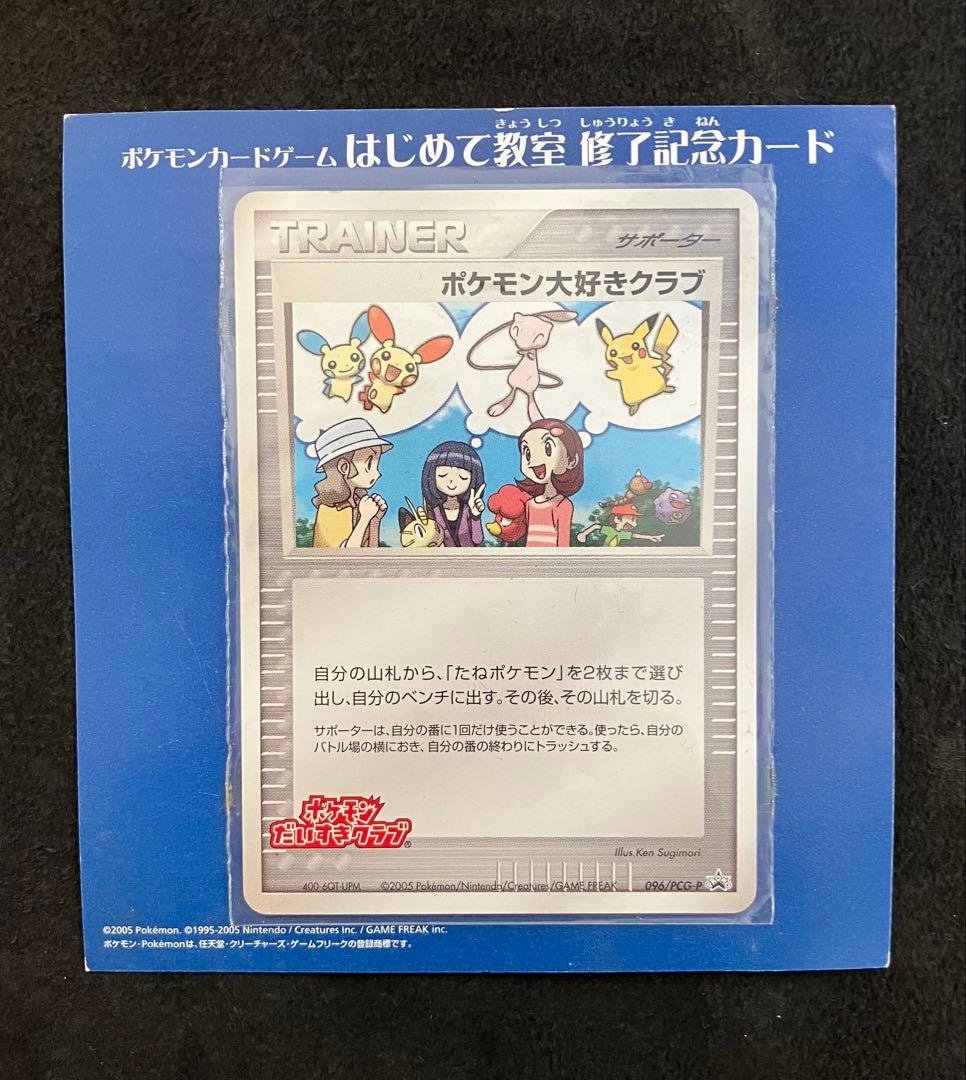 きょうしつ しゅうりょう き ねん
ポケモンカードゲーム はじめて教室 修了記念カード
TRAINER サポーター
ポケモン大好きクラブ
自分の山札から、「たねポケモン」を2枚まで選び
出し、自分のベンチに出す。その後、その山札を切る。
サポーターは、自分の番に1回だけ使うことができる。使ったら、自分の
バトル場の横におき、自分の番の終わりにトラッシュする。
ポケモン
だいすきクラブ®
Illus. Ken Sugimori
400-6QT-UPM ©2005 Pokémon/Nintendo/Creatures/GAME FREAK 096/PCG-P
©2005 Pokémon. ©1995-2005 Nintendo / Creatures Inc. / GAME FREAK inc.
ポケモン・Pokémonは、任天堂・クリーチャーズ・ゲームフリークの登録商標です。